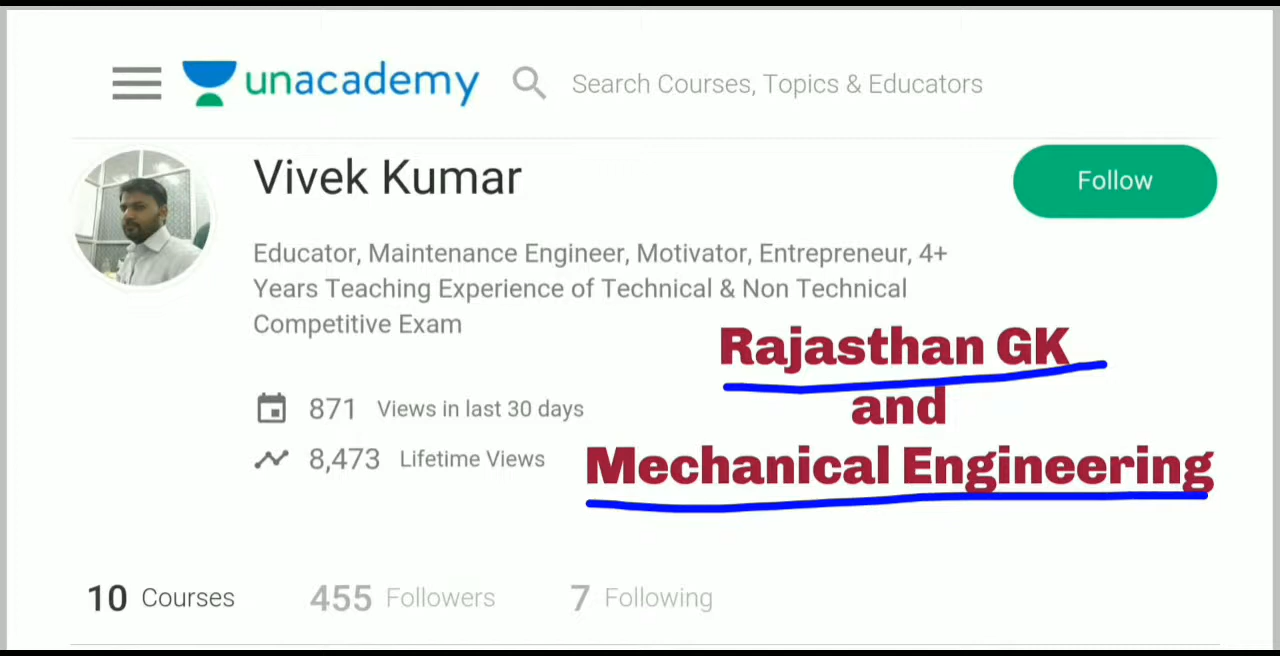 unacademy Search Courses, Topics & Educators
Vivek Kumar
Follow
Educator, Maintenance Engineer, Motivator, Entrepreneur, 4+
Years Teaching Experience of Technical & Non Technical
Competitive Exam
Rajasthan GK
and
Mechanical Engineering
871 Views in last 30 days
8,473 Lifetime Views
10 Courses 455 Followers 7 Following